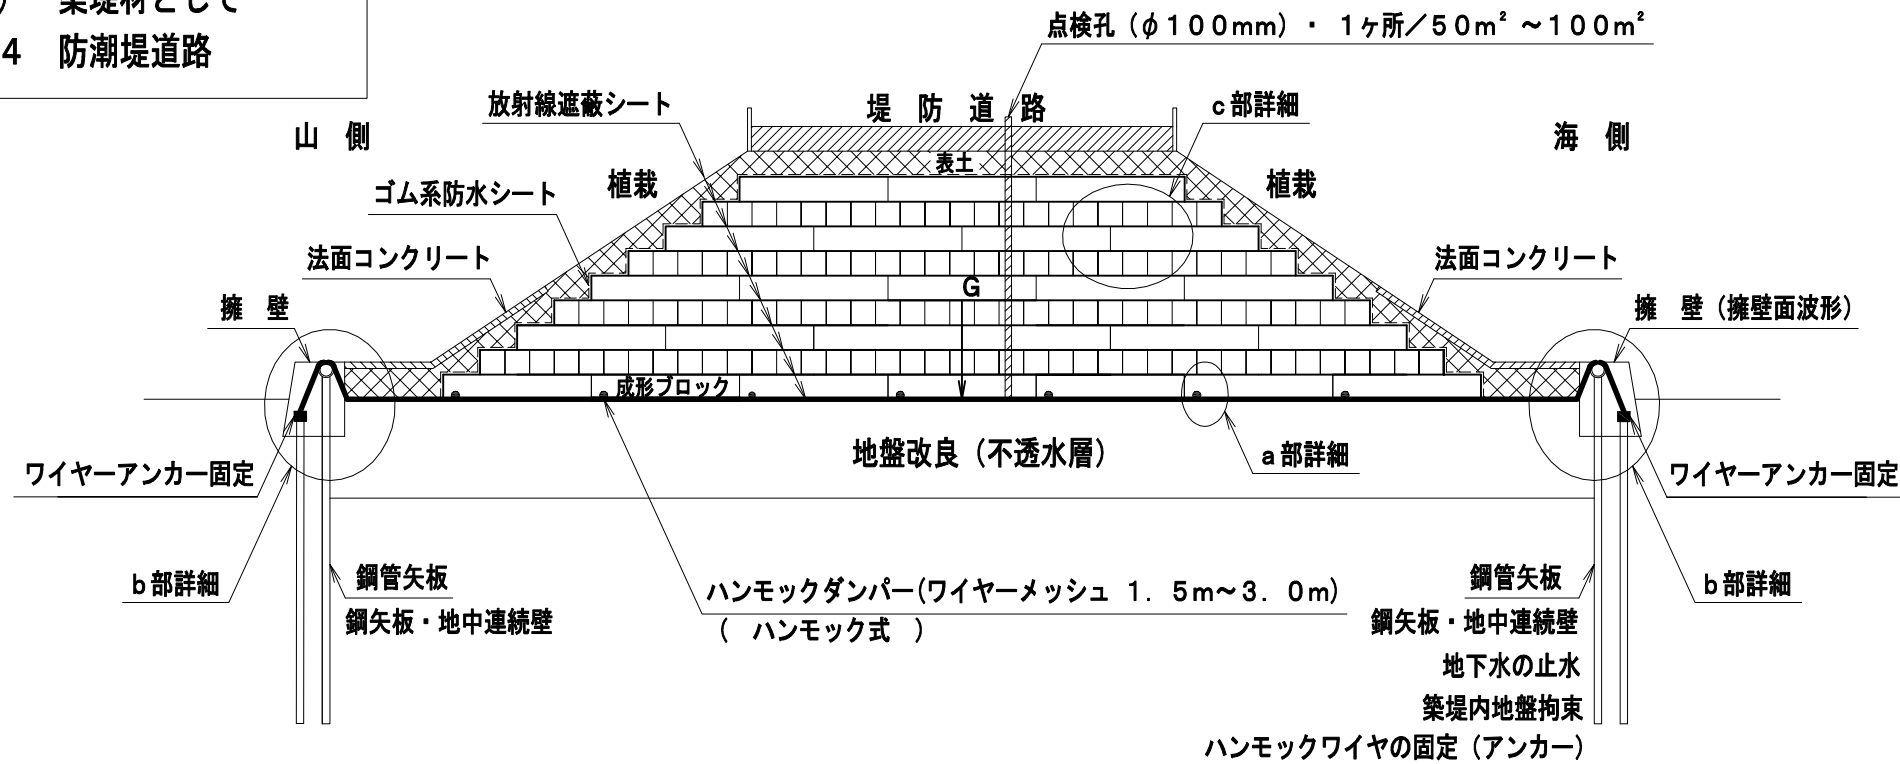 築堤材として
4　防潮堤道路
点検孔（φ１００mm）・　１ヶ所／５０m²～１００m²
放射線遮蔽シート
堤　防　道　路
c部詳細
山　側
海　側
表土
植栽
植栽
ゴム系防水シート
法面コンクリート
法面コンクリート
G
擁　壁
擁　壁（擁壁面波形）
成形ブロック
地盤改良（不透水層）
a部詳細
ワイヤーアンカー固定
ワイヤーアンカー固定
b部詳細
鋼管矢板
鋼矢板・地中連続壁
ハンモックダンパー(ワイヤーメッシュ　１．５m～３．０m)
（　ハンモック式　）
鋼管矢板
b部詳細
鋼矢板・地中連続壁
地下水の止水
築堤内地盤拘束
ハンモックワイヤの固定（アンカー）